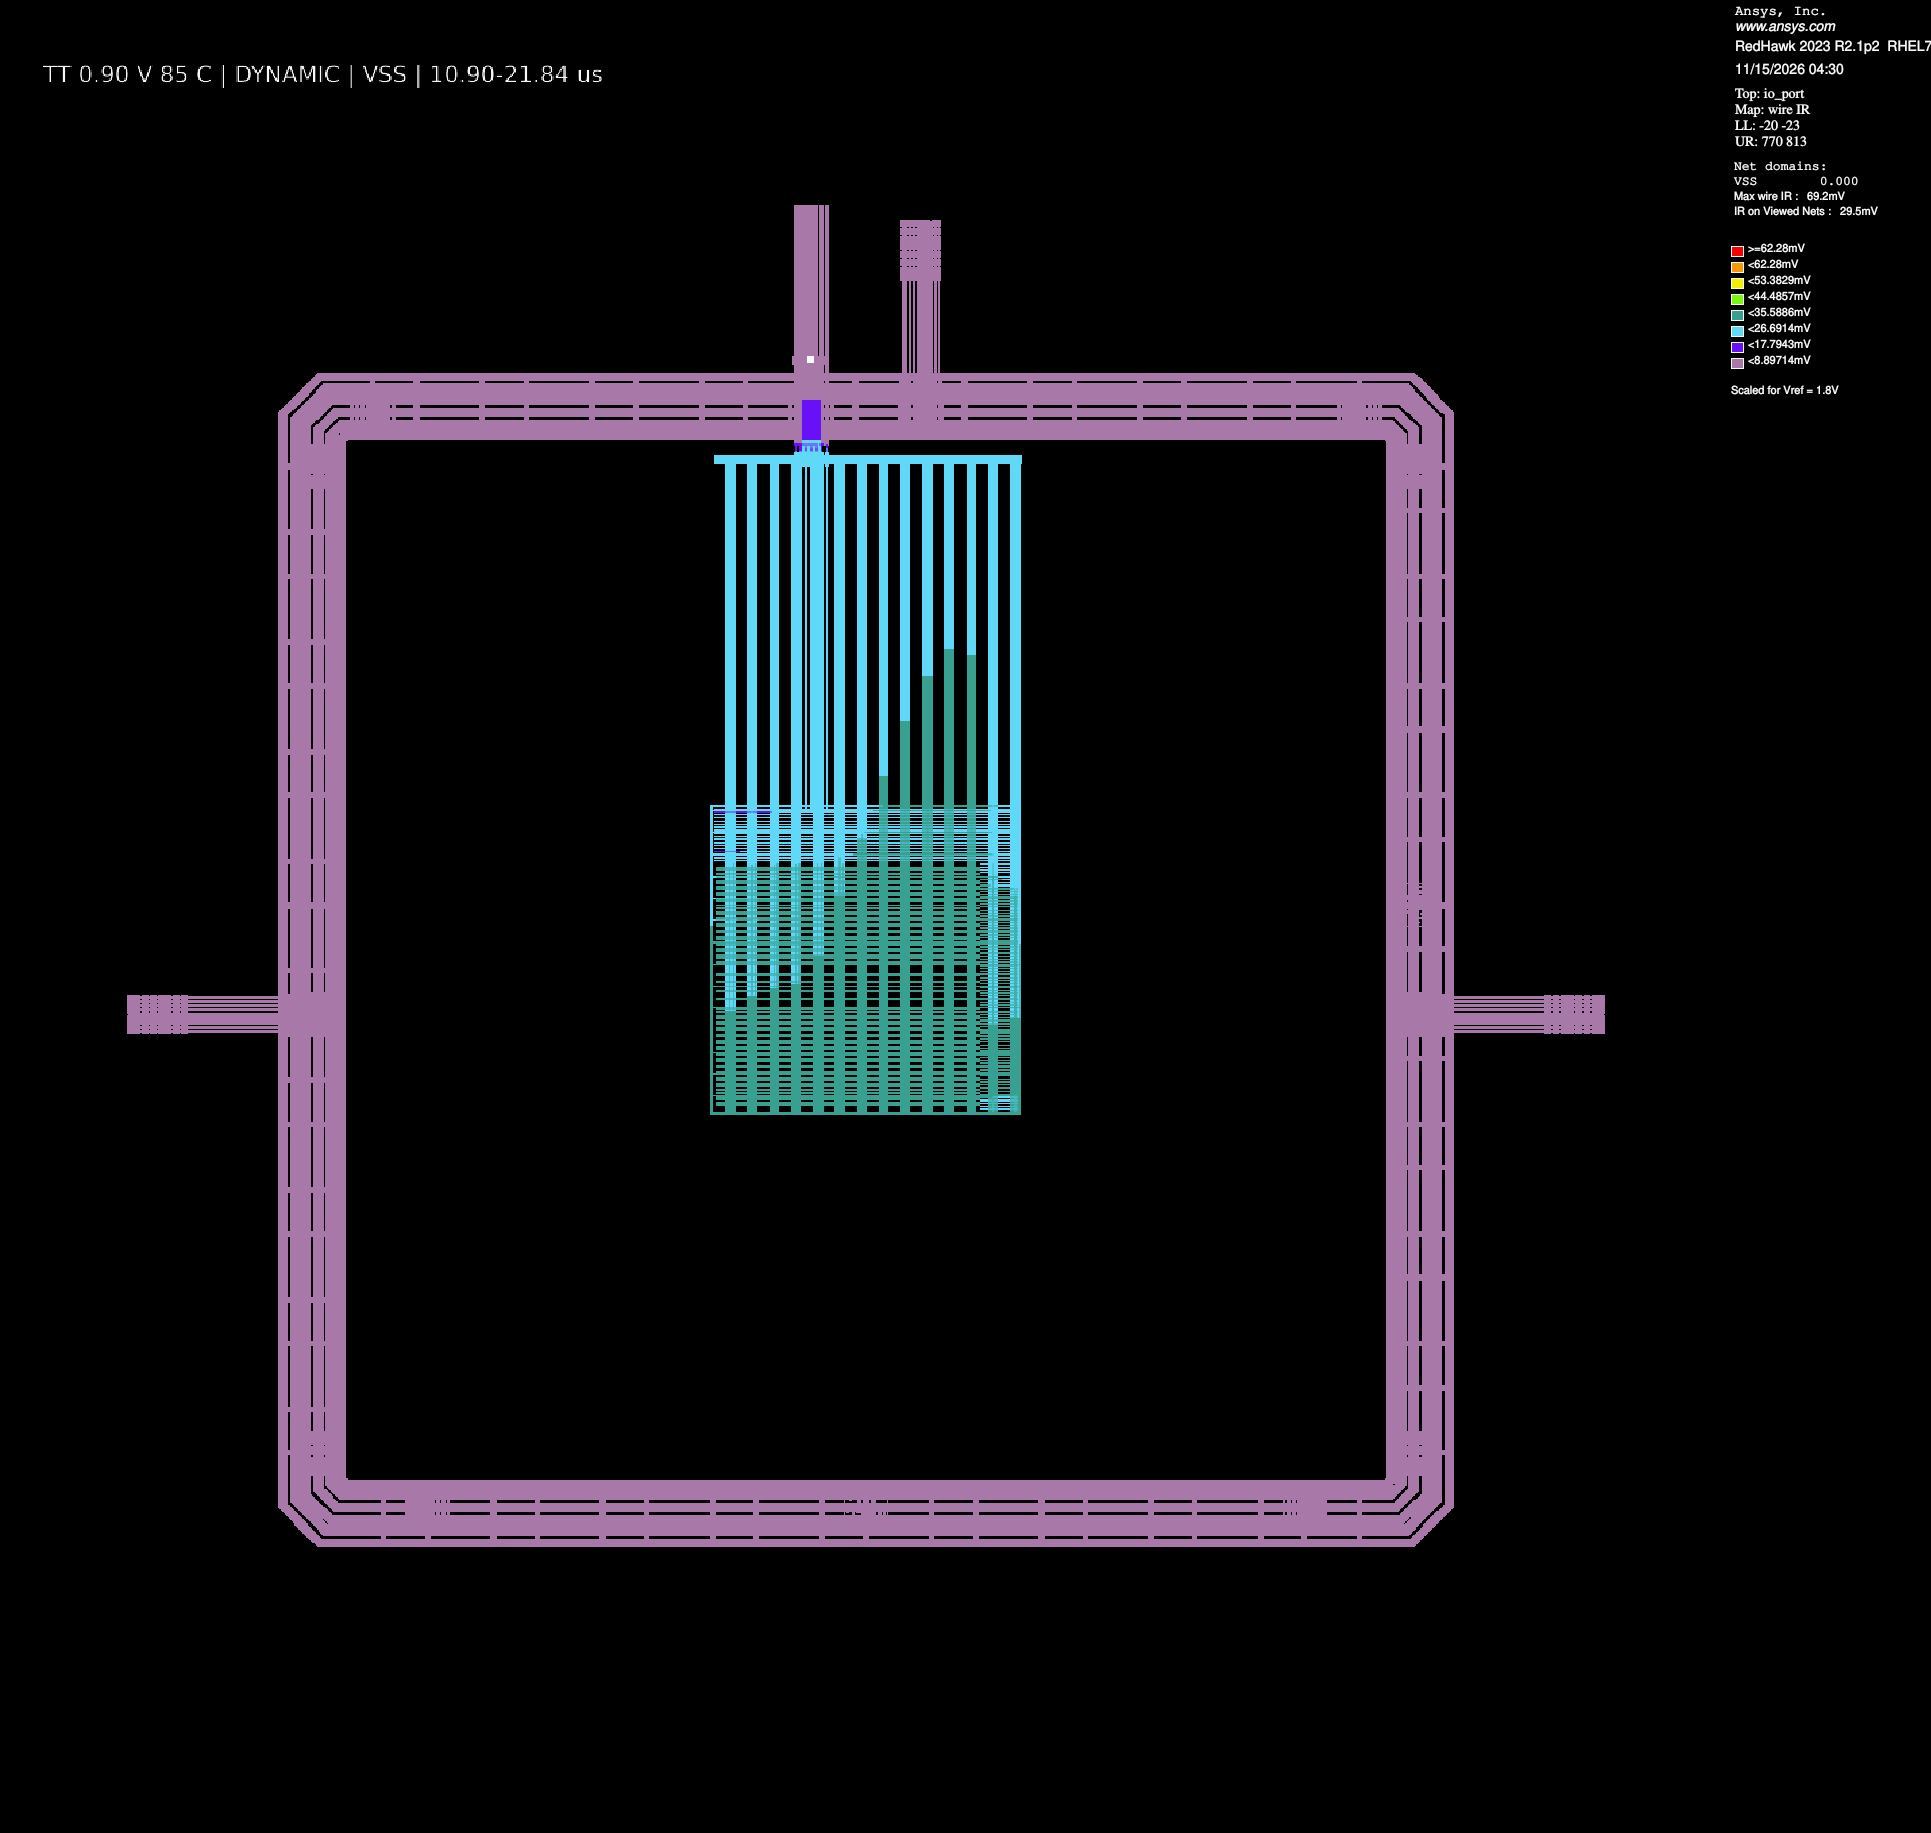 Ansys, Inc.
www.ansys.com
RedHawk 2023 R2.1p2 RHEL7
TT 0.90 V 85 C | DYNAMIC | VSS | 10.90-21.84 us
11/15/2026 04:30
Top: io_port
Map: wire IR
LL: -20 -23
UR: 770 813
Net domains:
VSS 0.000
Max wire IR : 69.2mV
IR on Viewed Nets : 29.5mV
>=62.28mV
<62.28mV
<53.3829mV
<44.4857mV
<35.5886mV
<26.6914mV
<17.7943mV
<8.89714mV
Scaled for Vref = 1.8V